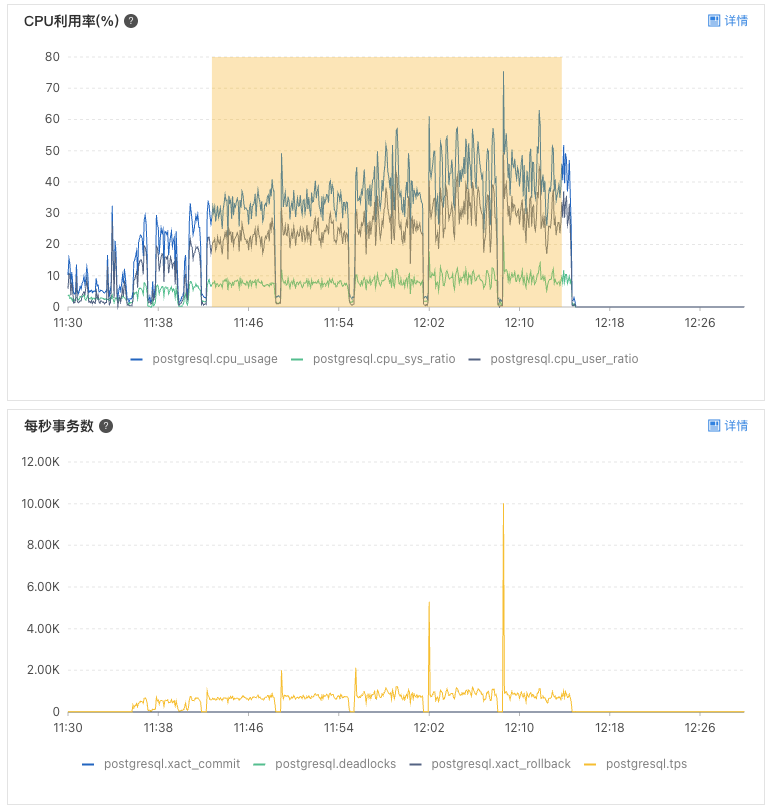 CPU利用率(%) ?
详情
80
70
60
50
40
30
20
10
0
11:30 11:38 11:46 11:54 12:02 12:10 12:18 12:26
postgresql.cpu_usage postgresql.cpu_sys_ratio postgresql.cpu_user_ratio
每秒事务数 ?
详情
12.00K
10.00K
8.00K
6.00K
4.00K
2.00K
0
11:30 11:38 11:46 11:54 12:02 12:10 12:18 12:26
postgresql.xact_commit postgresql.deadlocks postgresql.xact_rollback postgresql.tps